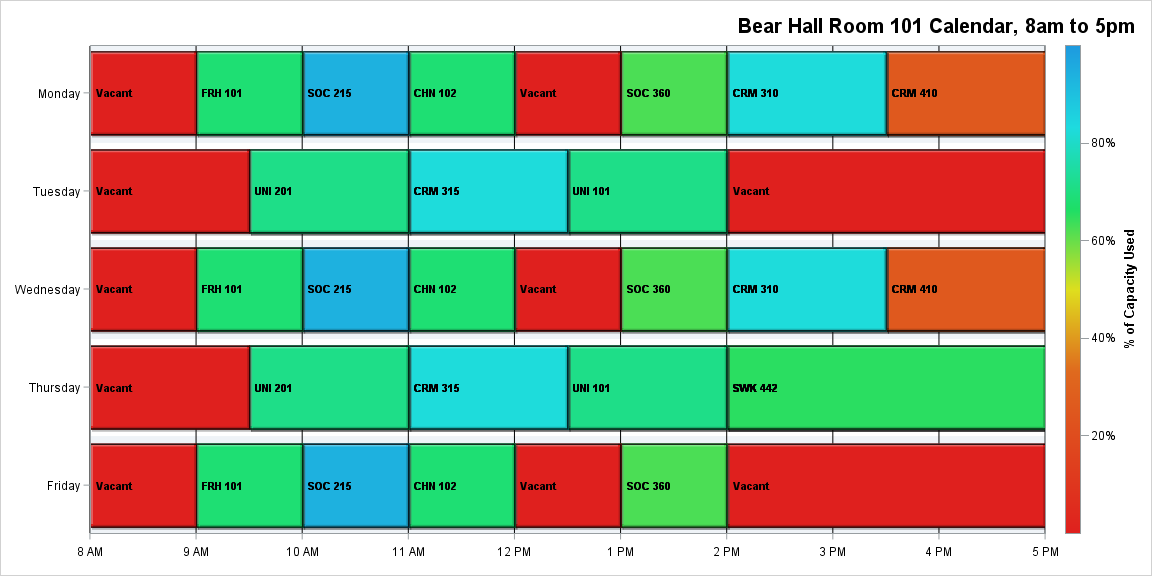 Bear Hall Room 101 Calendar, 8am to 5pm
Monday
Vacant
FRH 101
SOC 215
CHN 102
Vacant
SOC 360
CRM 310
CRM 410
Tuesday
Vacant
UNI 201
CRM 315
UNI 101
Vacant
Wednesday
Vacant
FRH 101
SOC 215
CHN 102
Vacant
SOC 360
CRM 310
CRM 410
Thursday
Vacant
UNI 201
CRM 315
UNI 101
SWK 442
Friday
Vacant
FRH 101
SOC 215
CHN 102
Vacant
SOC 360
Vacant
8 AM
9 AM
10 AM
11 AM
12 PM
1 PM
2 PM
3 PM
4 PM
5 PM
80%
60%
40%
20%
% of Capacity Used